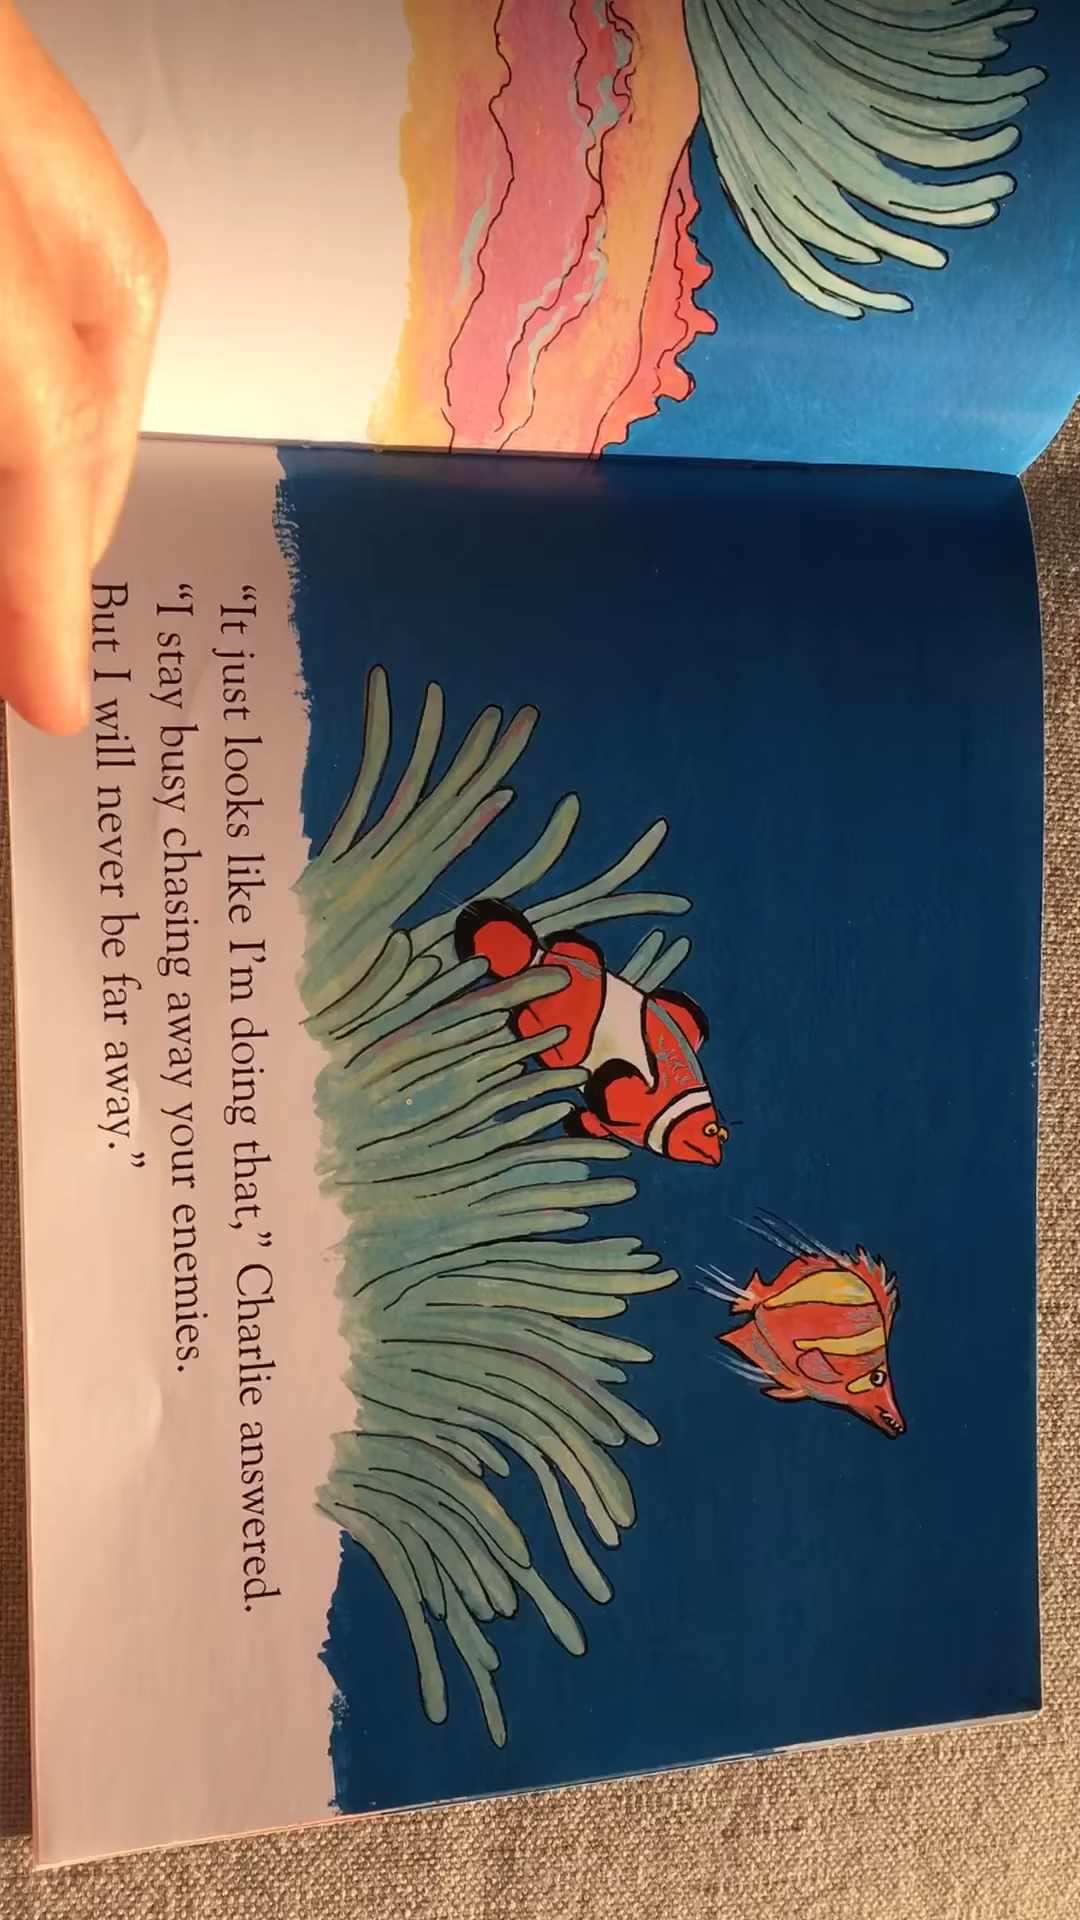 “It just looks like I’m doing that,” Charlie answered.
“I stay busy chasing away your enemies.
But I will never be far away.”